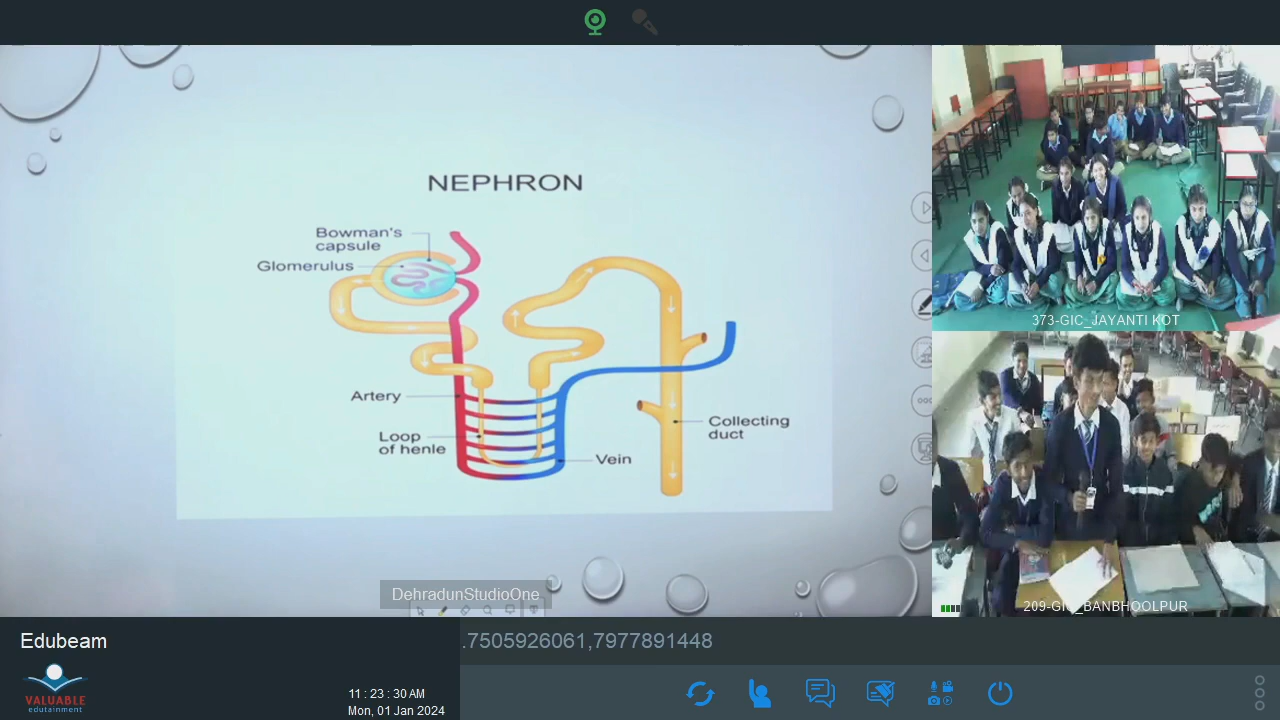 NEPHRON
Bowman's
capsule
Glomerulus
Artery
Loop
of henle
Vein
Collecting
duct
DehradunStudioOne
373-GIC_JAYANTI KOT
209-GIC_BANBHOOLPUR
Edubeam
.7505926061,7977891448
VALUABLE
edutainment
11 : 23 : 30 AM
Mon, 01 Jan 2024